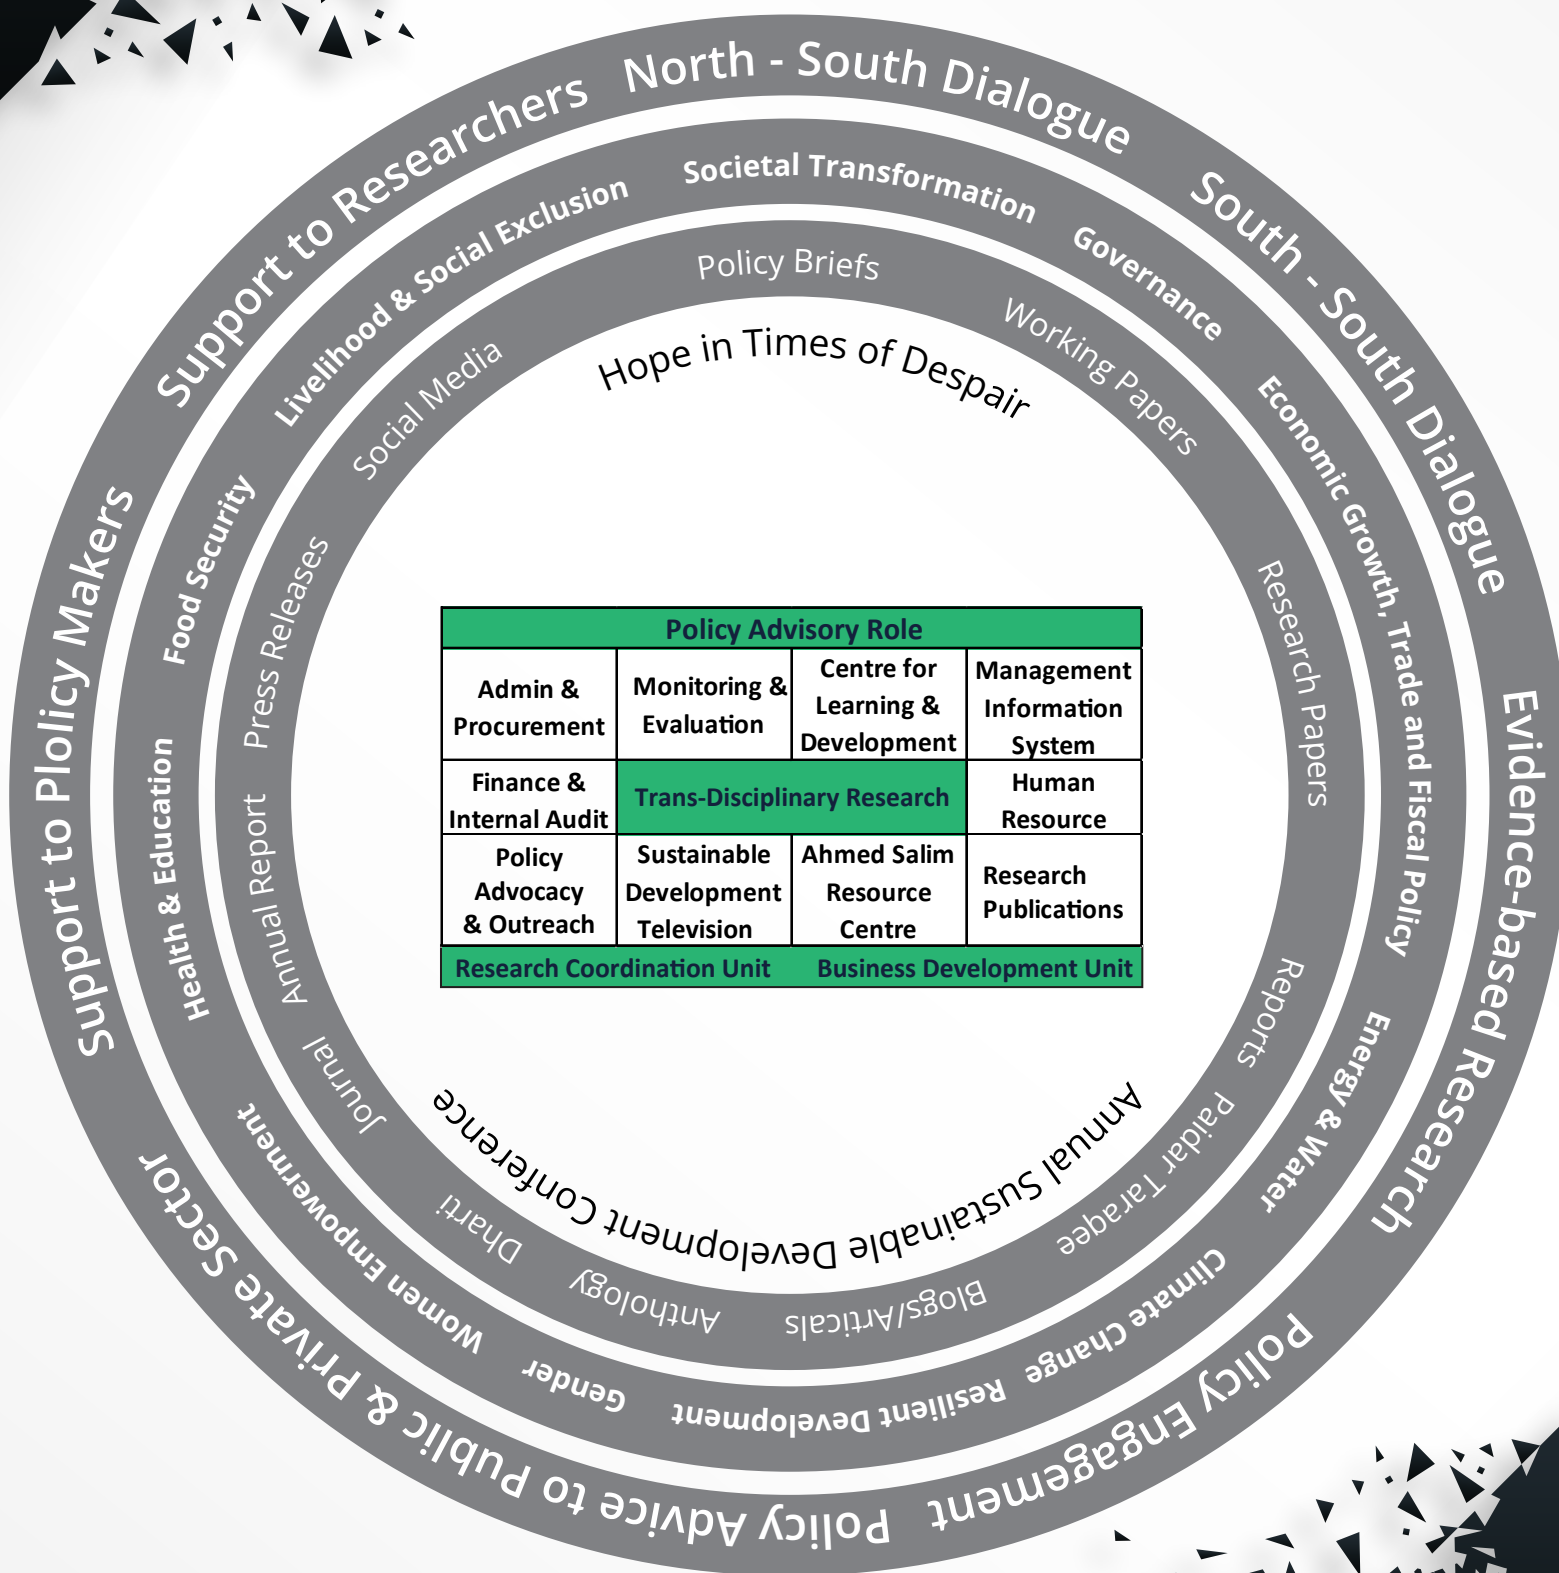 North - South Dialogue
South - South Dialogue
Evidence-based Research
Policy Engagement
Policy Advice to Public & Private Sector
Support to Plolicy Makers
Support to Researchers
Societal Transformation
Governance
Economic Growth, Trade and Fiscal Policy
Energy & Water
Climate Change
Resilient Development
Gender
Women Empowerment
Health & Education
Food Security
Livelihood & Social Exclusion
Policy Briefs
Working Papers
Research Papers
Reports
Paidar Taraqee
Blogs/Articals
Anthology
Dharti
Journal
Annual Report
Press Releases
Social Media
Hope in Times of Despair
Policy Advisory Role
Admin &
Procurement
Monitoring &
Evaluation
Centre for
Learning &
Development
Management
Information
System
Finance &
Internal Audit
Trans-Disciplinary Research
Human
Resource
Policy
Advocacy
& Outreach
Sustainable
Development
Television
Ahmed Salim
Resource
Centre
Research
Publications
Research Coordination Unit
Business Development Unit
Annual Sustainable Development Conference